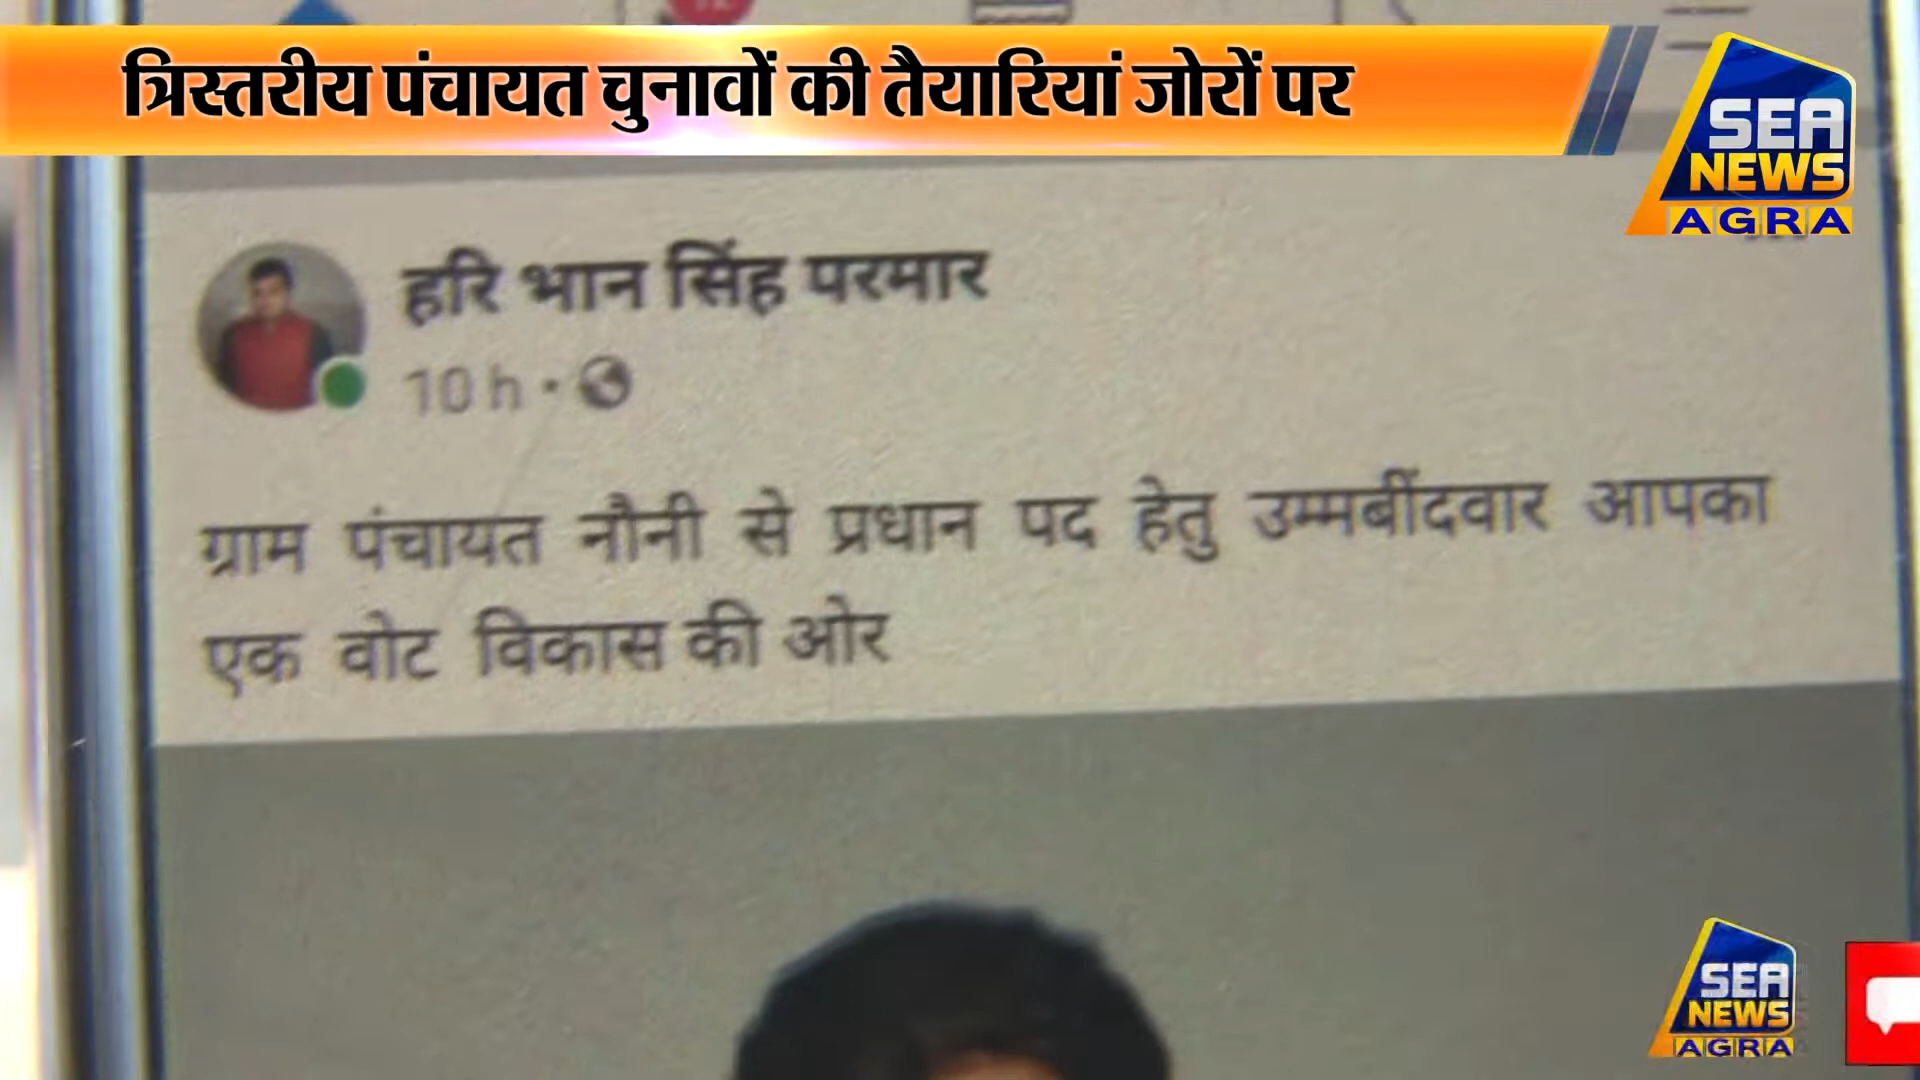 त्रिस्तरीय पंचायत चुनावों की तैयारियां जोरों पर
SEA
NEWS
AGRA
हरि भान सिंह परमार
10 h ·
ग्राम पंचायत नौनी से प्रधान पद हेतु उम्मबींदवार आपका
एक वोट विकास की ओर
SEA
NEWS
AGRA